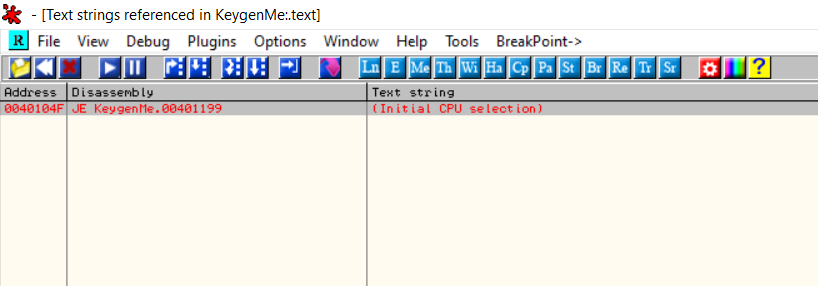 - [Text strings referenced in KeygenMe:.text]
R File View Debug Plugins Options Window Help Tools BreakPoint->
Ln E Me Th Wi Ha Cp Pa St Br Re Tr Sr ?
Address Disassembly Text string
0040104F JE KeygenMe.00401199 (Initial CPU selection)